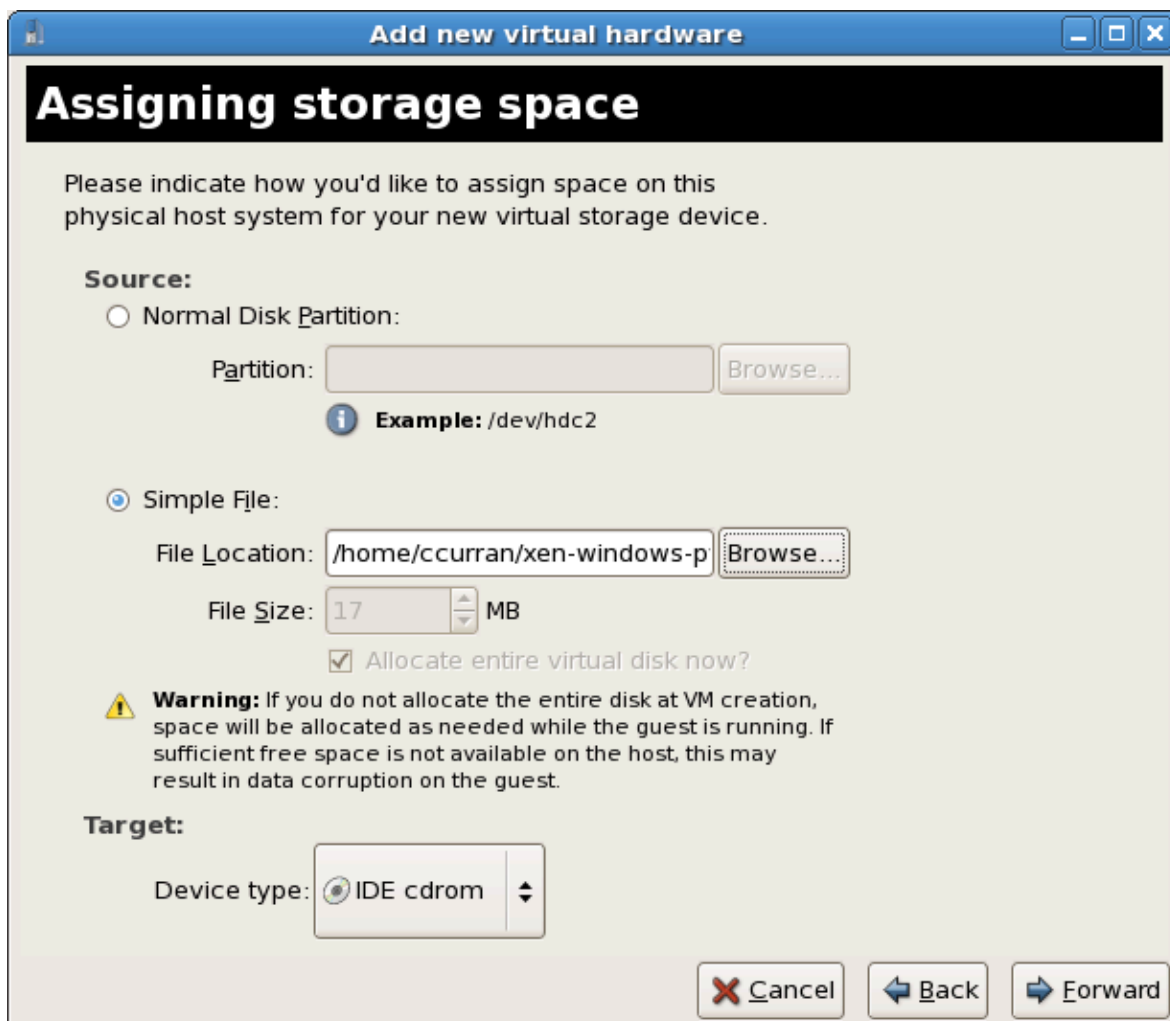 Add new virtual hardware
Assigning storage space
Please indicate how you'd like to assign space on this
physical host system for your new virtual storage device.
Source:
Normal Disk Partition:
Partition: Browse...
Example: /dev/hdc2
Simple File:
File Location: /home/ccurran/xen-windows-p Browse...
File Size: 17 MB
Allocate entire virtual disk now?
Warning: If you do not allocate the entire disk at VM creation,
space will be allocated as needed while the guest is running. If
sufficient free space is not available on the host, this may
result in data corruption on the guest.
Target:
Device type: IDE cdrom
Cancel Back Forward